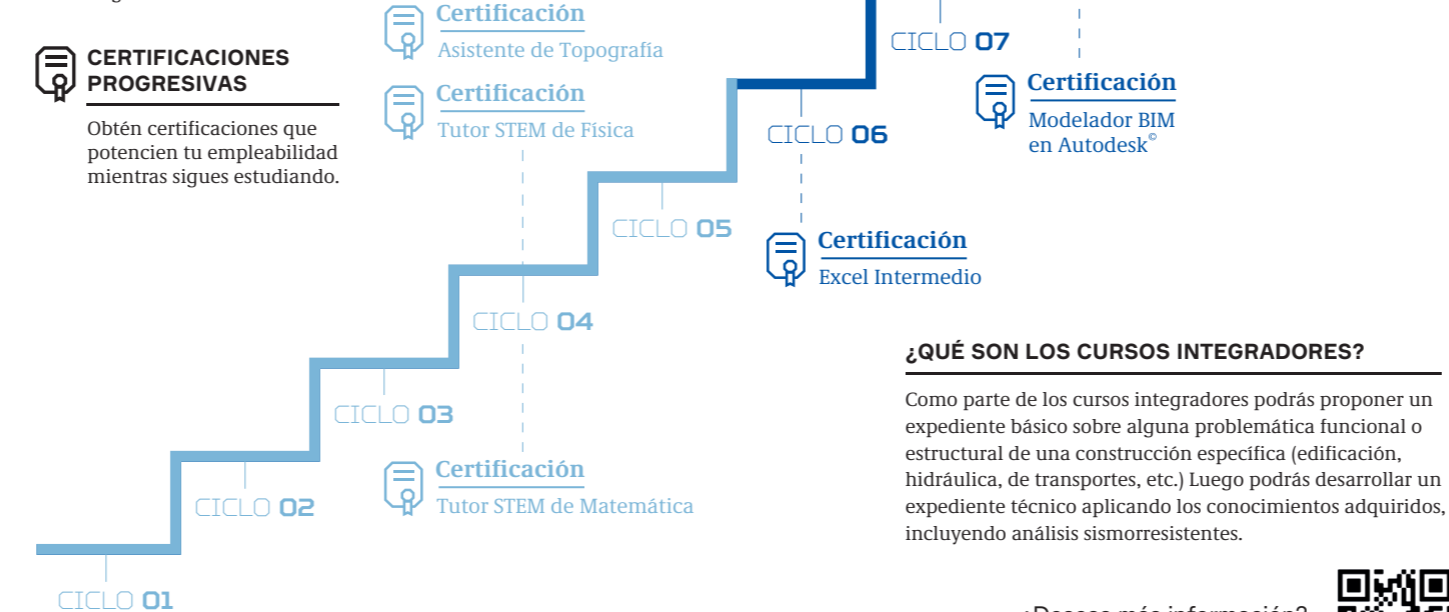 CERTIFICACIONES
PROGRESIVAS
Obtén certificaciones que
potencien tu empleabilidad
mientras sigues estudiando.
Certificación
Asistente de Topografía
Certificación
Tutor STEM de Física
CICLO 07
Certificación
Modelador BIM
en Autodesk©
CICLO 06
CICLO 05
Certificación
Excel Intermedio
CICLO 04
CICLO 03
Certificación
Tutor STEM de Matemática
CICLO 02
CICLO 01
¿QUÉ SON LOS CURSOS INTEGRADORES?
Como parte de los cursos integradores podrás proponer un
expediente básico sobre alguna problemática funcional o
estructural de una construcción específica (edificación,
hidráulica, de transportes, etc.) Luego podrás desarrollar un
expediente técnico aplicando los conocimientos adquiridos,
incluyendo análisis sismorresistentes.
¿Deseas más información?